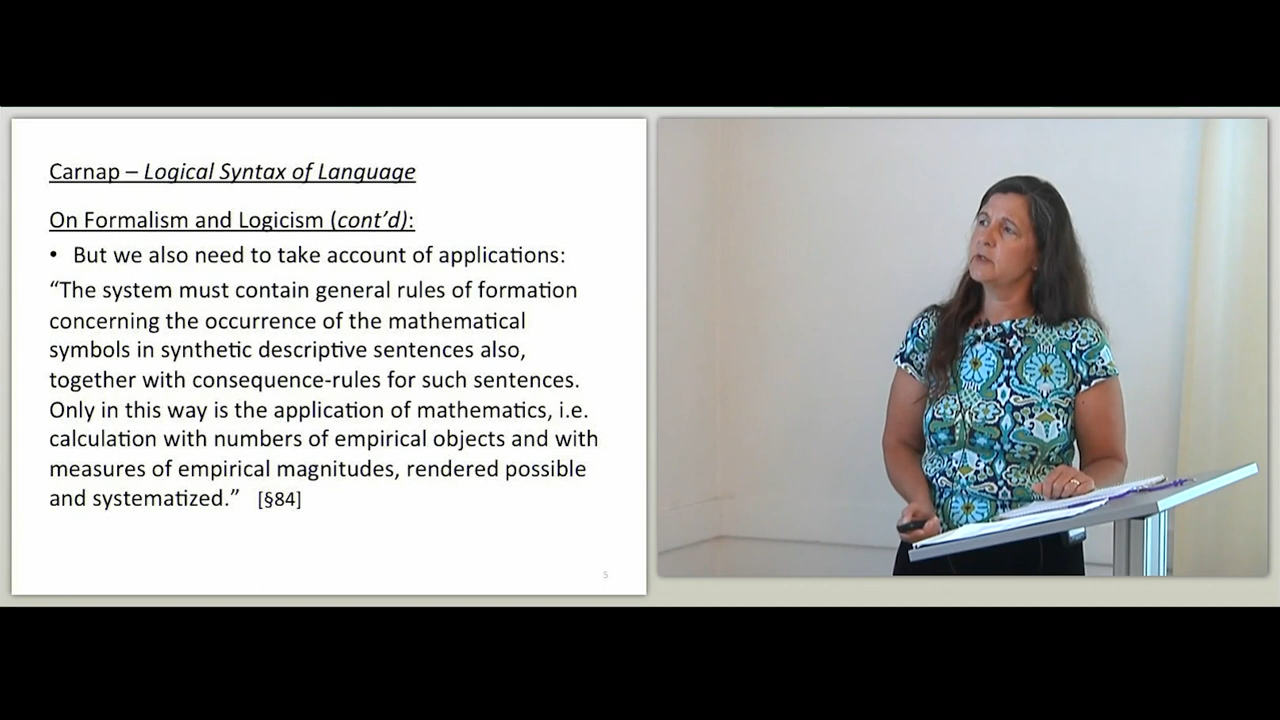 Carnap – Logical Syntax of Language
On Formalism and Logicism (cont’d):
• But we also need to take account of applications:
“The system must contain general rules of formation
concerning the occurrence of the mathematical
symbols in synthetic descriptive sentences also,
together with consequence-rules for such sentences.
Only in this way is the application of mathematics, i.e.
calculation with numbers of empirical objects and with
measures of empirical magnitudes, rendered possible
and systematized.” [§84]
5